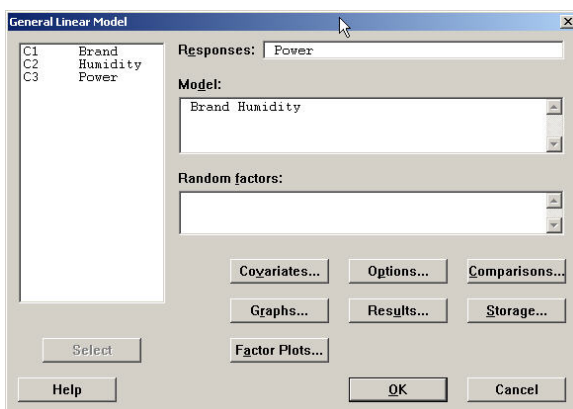 General Linear Model
C1 Brand
C2 Humidity
C3 Power
Responses: Power
Model:
Brand Humidity
Random factors:
Covariates... Options... Comparisons...
Graphs... Results... Storage...
Select Factor Plots...
Help OK Cancel